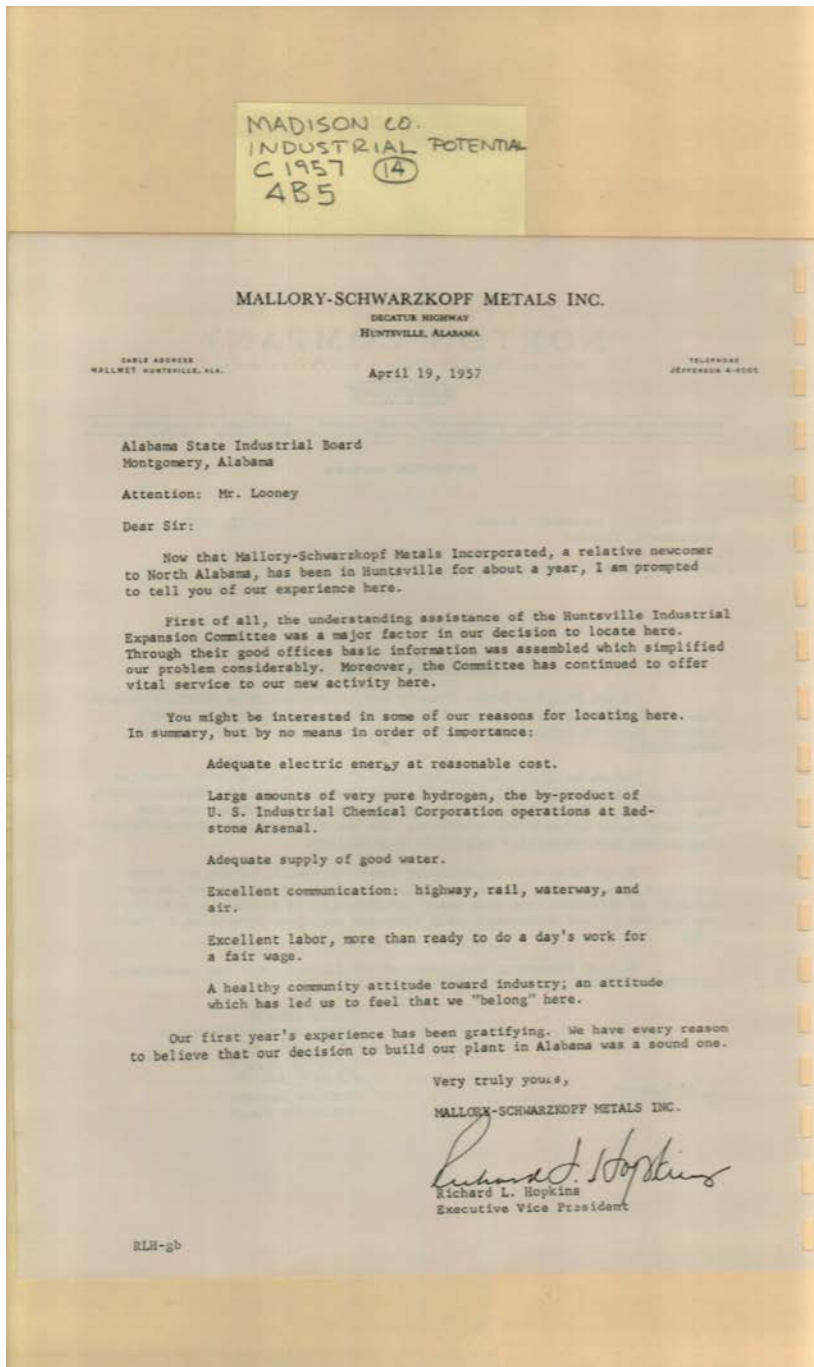 MADISON CO.
INDUSTRIAL POTENTIAL
C 1957 14
4B5
MALLORY-SCHWARZKOPF METALS INC.
DECATUR HIGHWAY
HUNTSVILLE, ALABAMA
CABLE ADDRESS
MALLMET HUNTSVILLE, ALA.
April 19, 1957
TELEPHONE
JEFFERSON
Alabama State Industrial Board
Montgomery, Alabama
Attention: Mr. Looney
Dear Sir:
Now that Mallory-Schwarzkopf Metals Incorporated, a relative newcomer
to North Alabama, has been in Huntsville for about a year, I am prompted
to tell you of our experience here.
First of all, the understanding assistance of the Huntsville Industrial
Expansion Committee was a major factor in our decision to locate here.
Through their good offices basic information was assembled which simplified
our problem considerably. Moreover, the Committee has continued to offer
vital service to our new activity here.
You might be interested in some of our reasons for locating here.
In summary, but by no means in order of importance:
Adequate electric energy at reasonable cost.
Large amounts of very pure hydrogen, the by-product of
U. S. Industrial Chemical Corporation operations at Red-
stone Arsenal.
Adequate supply of good water.
Excellent communication: highway, rail, waterway, and
air.
Excellent labor, more than ready to do a day's work for
a fair wage.
A healthy community attitude toward industry; an attitude
which has led us to feel that we "belong" here.
Our first year's experience has been gratifying. We have every reason
to believe that our decision to build our plant in Alabama was a sound one.
Very truly yours,
MALLORY-SCHWARZKOPF METALS INC.
Richard L. Hopkins
Richard L. Hopkins
Executive Vice President
RLH-gb